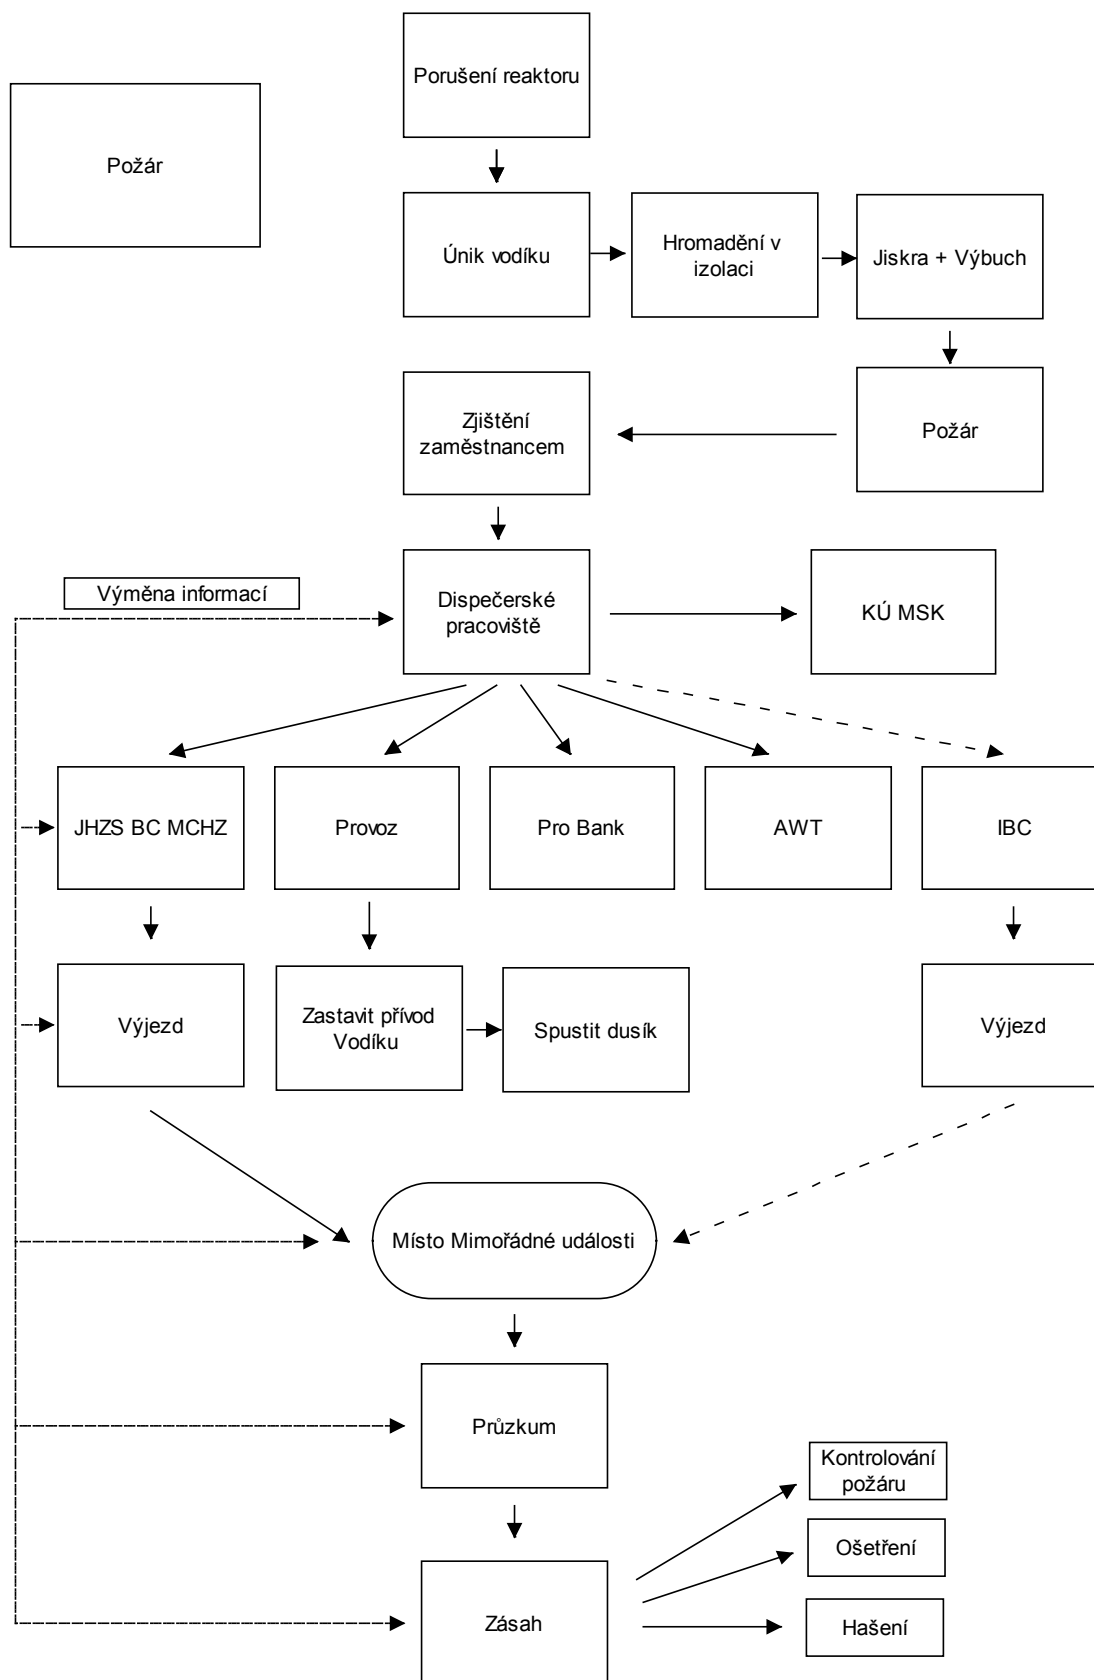 Porušení reaktoru
Požár
Únik vodíku
Hromadění v
izolaci
Jiskra + Výbuch
Zjištění
zaměstnancem
Požár
Výměna informací
Dispečerské
pracoviště
KÚ MSK
JHZS BC MCHZ
Provoz
Pro Bank
AWT
IBC
Výjezd
Zastavit přívod
Vodíku
Spustit dusík
Výjezd
Místo Mimořádné události
Průzkum
Kontrolování
požáru
Ošetření
Zásah
Hašení